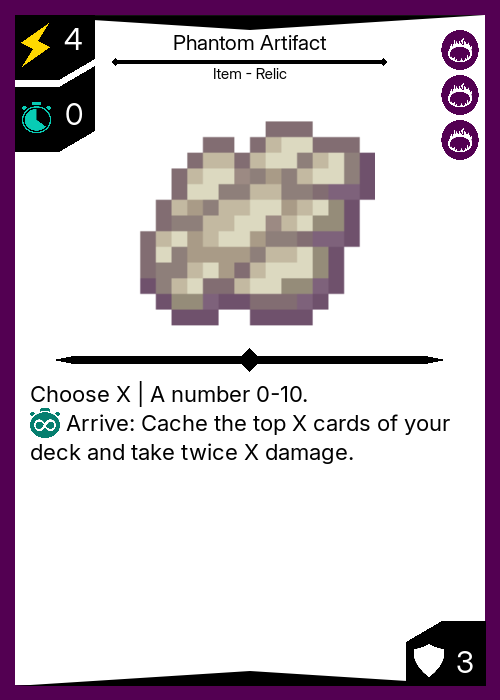 4
Phantom Artifact
Item - Relic
0
Choose X | A number 0-10.
Arrive: Cache the top X cards of your
deck and take twice X damage.
3